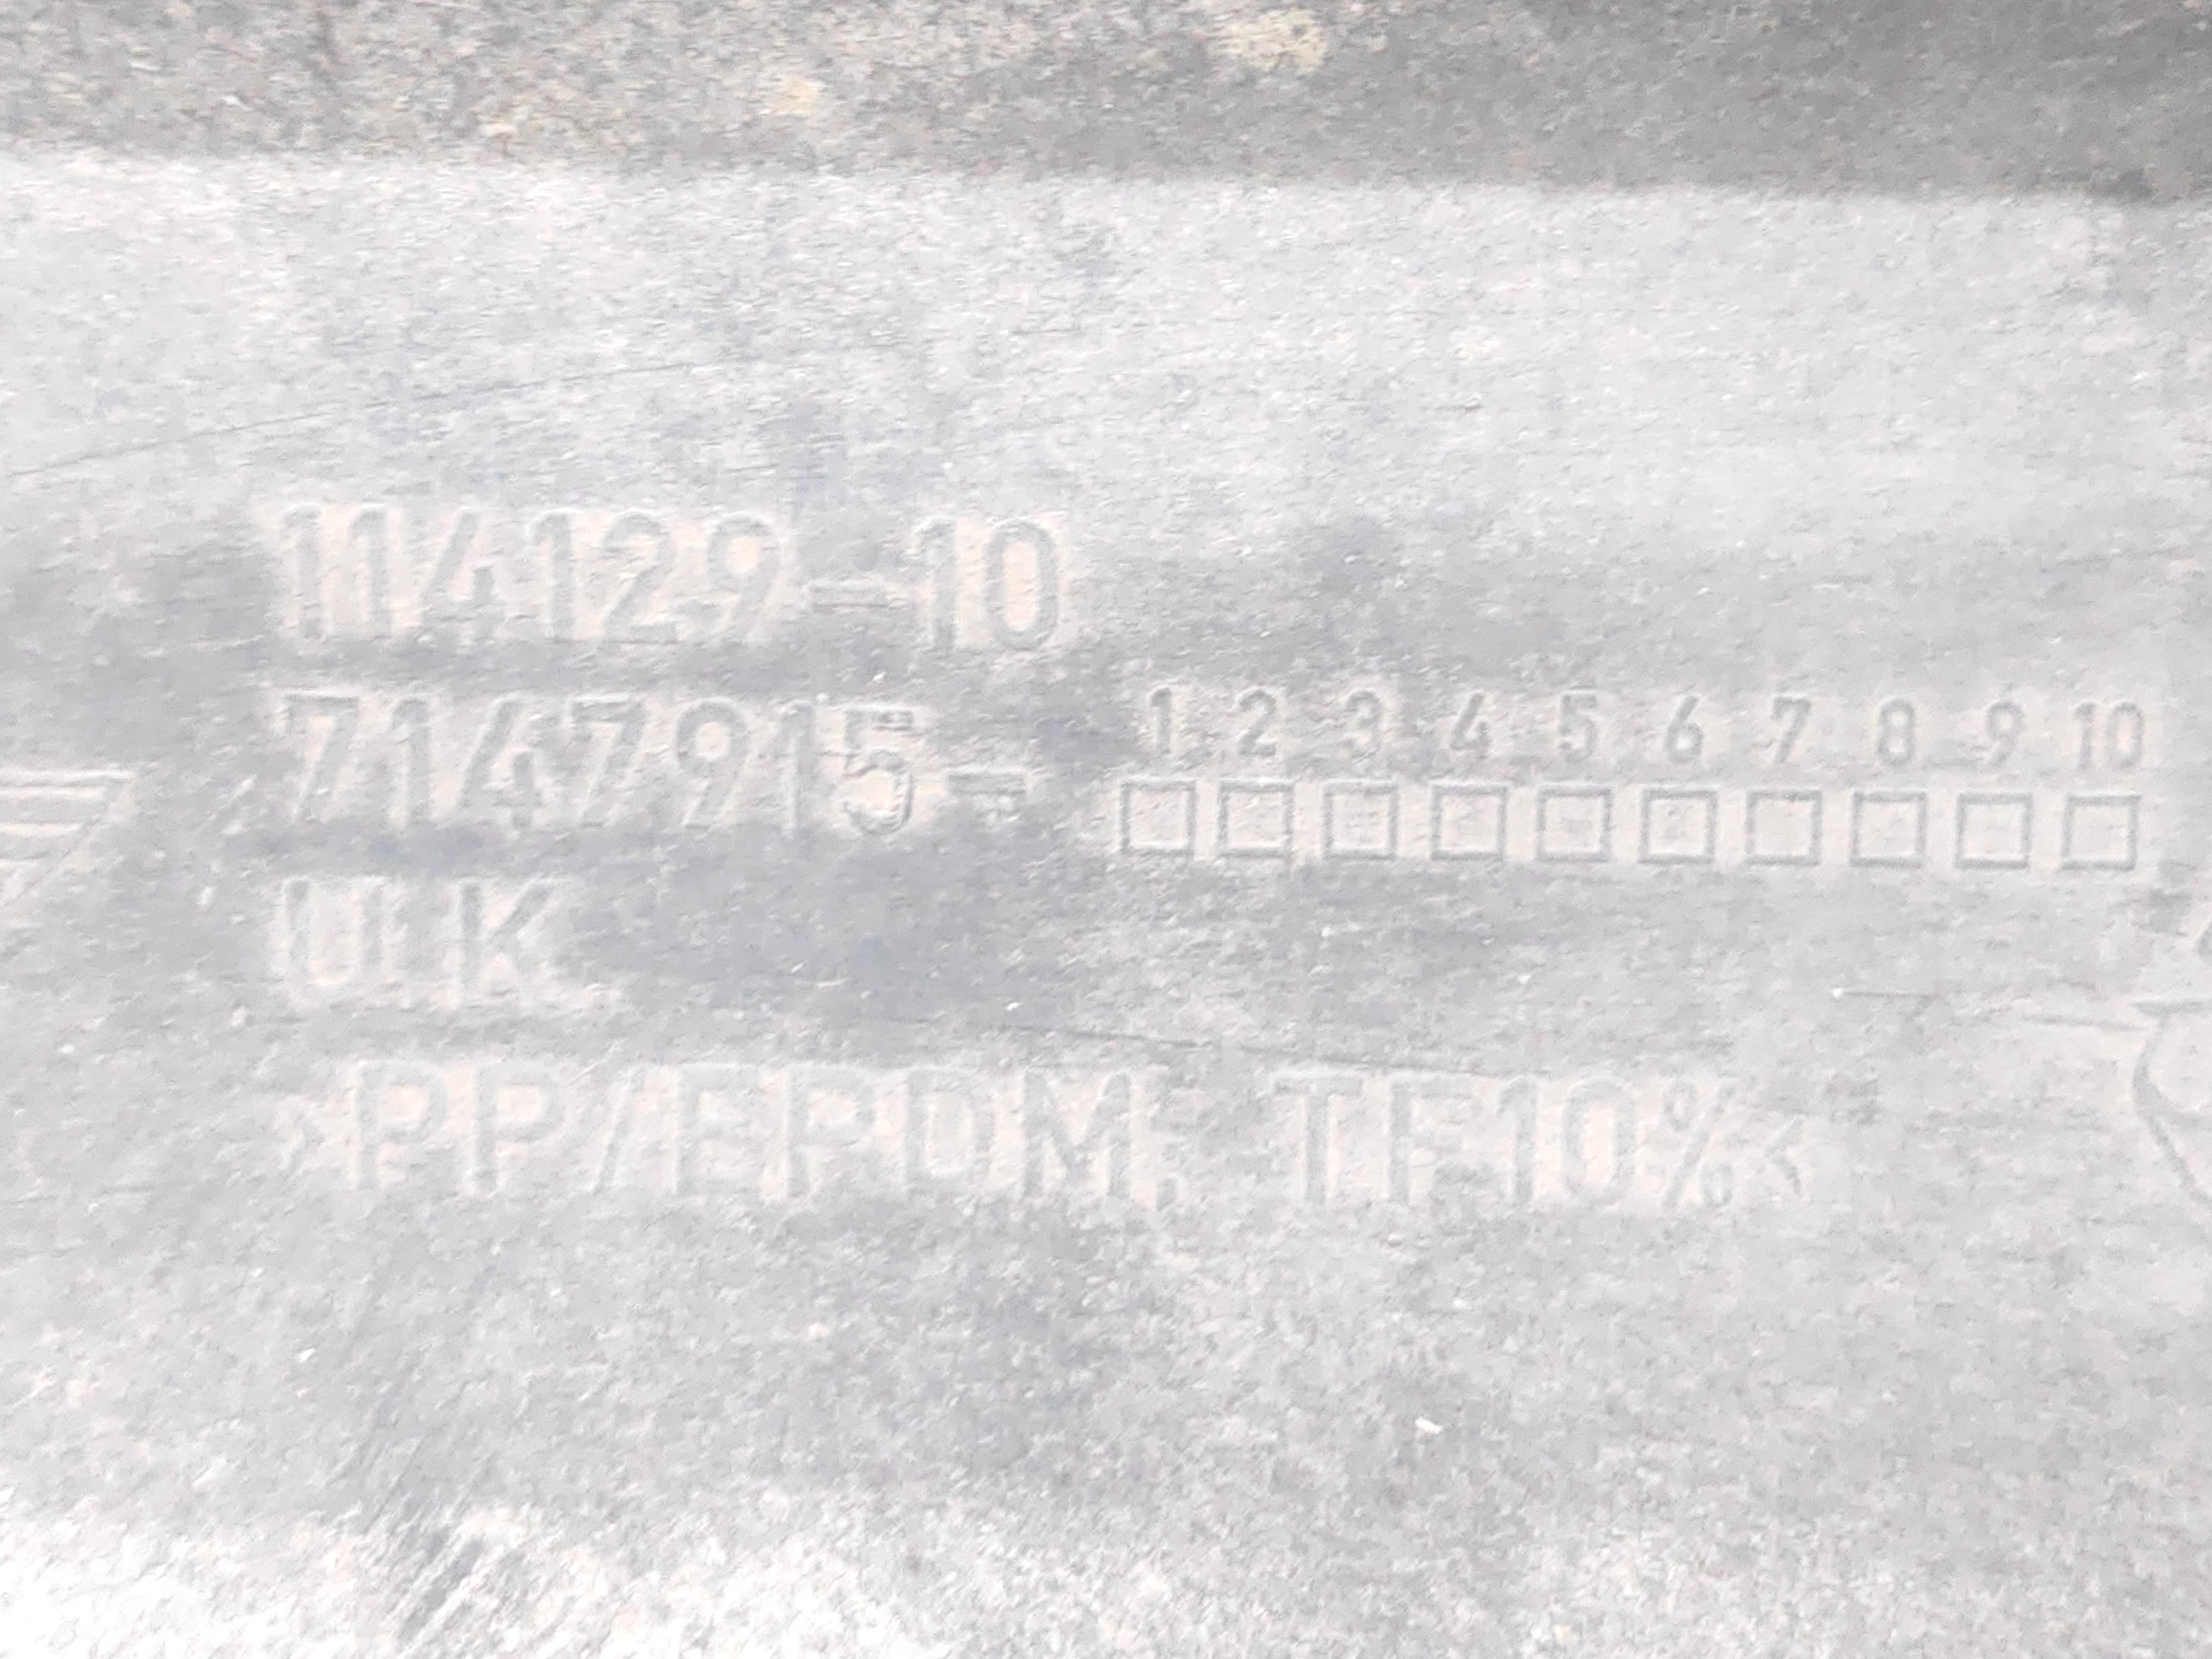 114129-10
7147915-
1 2 3 4 5 6 7 8 9 10
UK
>PP/EPDM, TF10%<